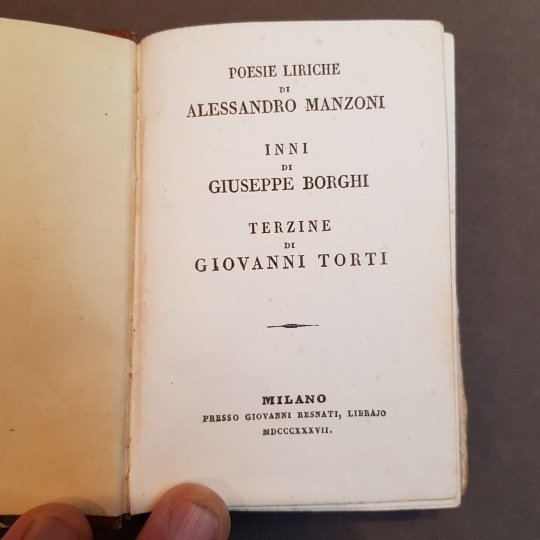 POESIE LIRICHE
DI
ALESSANDRO MANZONI
INNI
DI
GIUSEPPE BORGHI
TERZINE
DI
GIOVANNI TORTI
MILANO
PRESSO GIOVANNI RESNATI, LIBRAJO
MDCCCXXXVII.